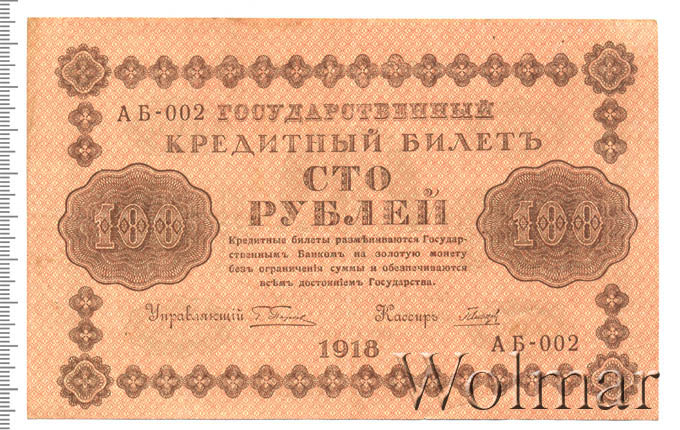 АБ-002 ГОСУДАРСТВЕННЫЙ
КРЕДИТНЫЙ БИЛЕТЪ
СТО
РУБЛЕЙ
100
100
Кредитные билеты размѣниваются Государ-
ственнымъ Банкомъ на золотую монету
безъ ограниченія суммы и обезпечиваются
всѣмъ достояніемъ Государства.
Управляющій
Кассиръ
1918
АБ-002
Wolmar